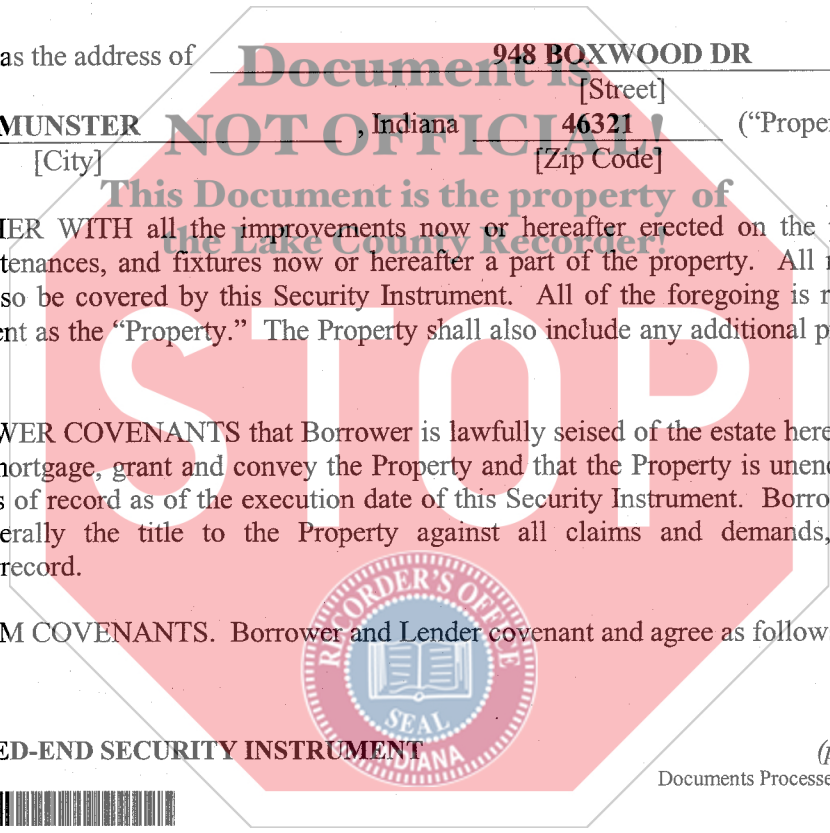 as the address of 948 BOXWOOD DR
[Street]
MUNSTER , Indiana 46321 (“Proper
[City] [Zip Code]
Document is
NOT OFFICIAL!
This Document is the property of
the Lake County Recorder!
IER WITH all the improvements now or hereafter erected on the
tenances, and fixtures now or hereafter a part of the property. All r
so be covered by this Security Instrument. All of the foregoing is r
nt as the “Property.” The Property shall also include any additional p
STOP
WER COVENANTS that Borrower is lawfully seised of the estate here
ortgage, grant and convey the Property and that the Property is unenc
s of record as of the execution date of this Security Instrument. Borro
erally the title to the Property against all claims and demands,
record.
M COVENANTS. Borrower and Lender covenant and agree as follow
RECORDER'S OFFICE
SEAL
INDIANA
ED-END SECURITY INSTRUMENT (p
Documents Processe